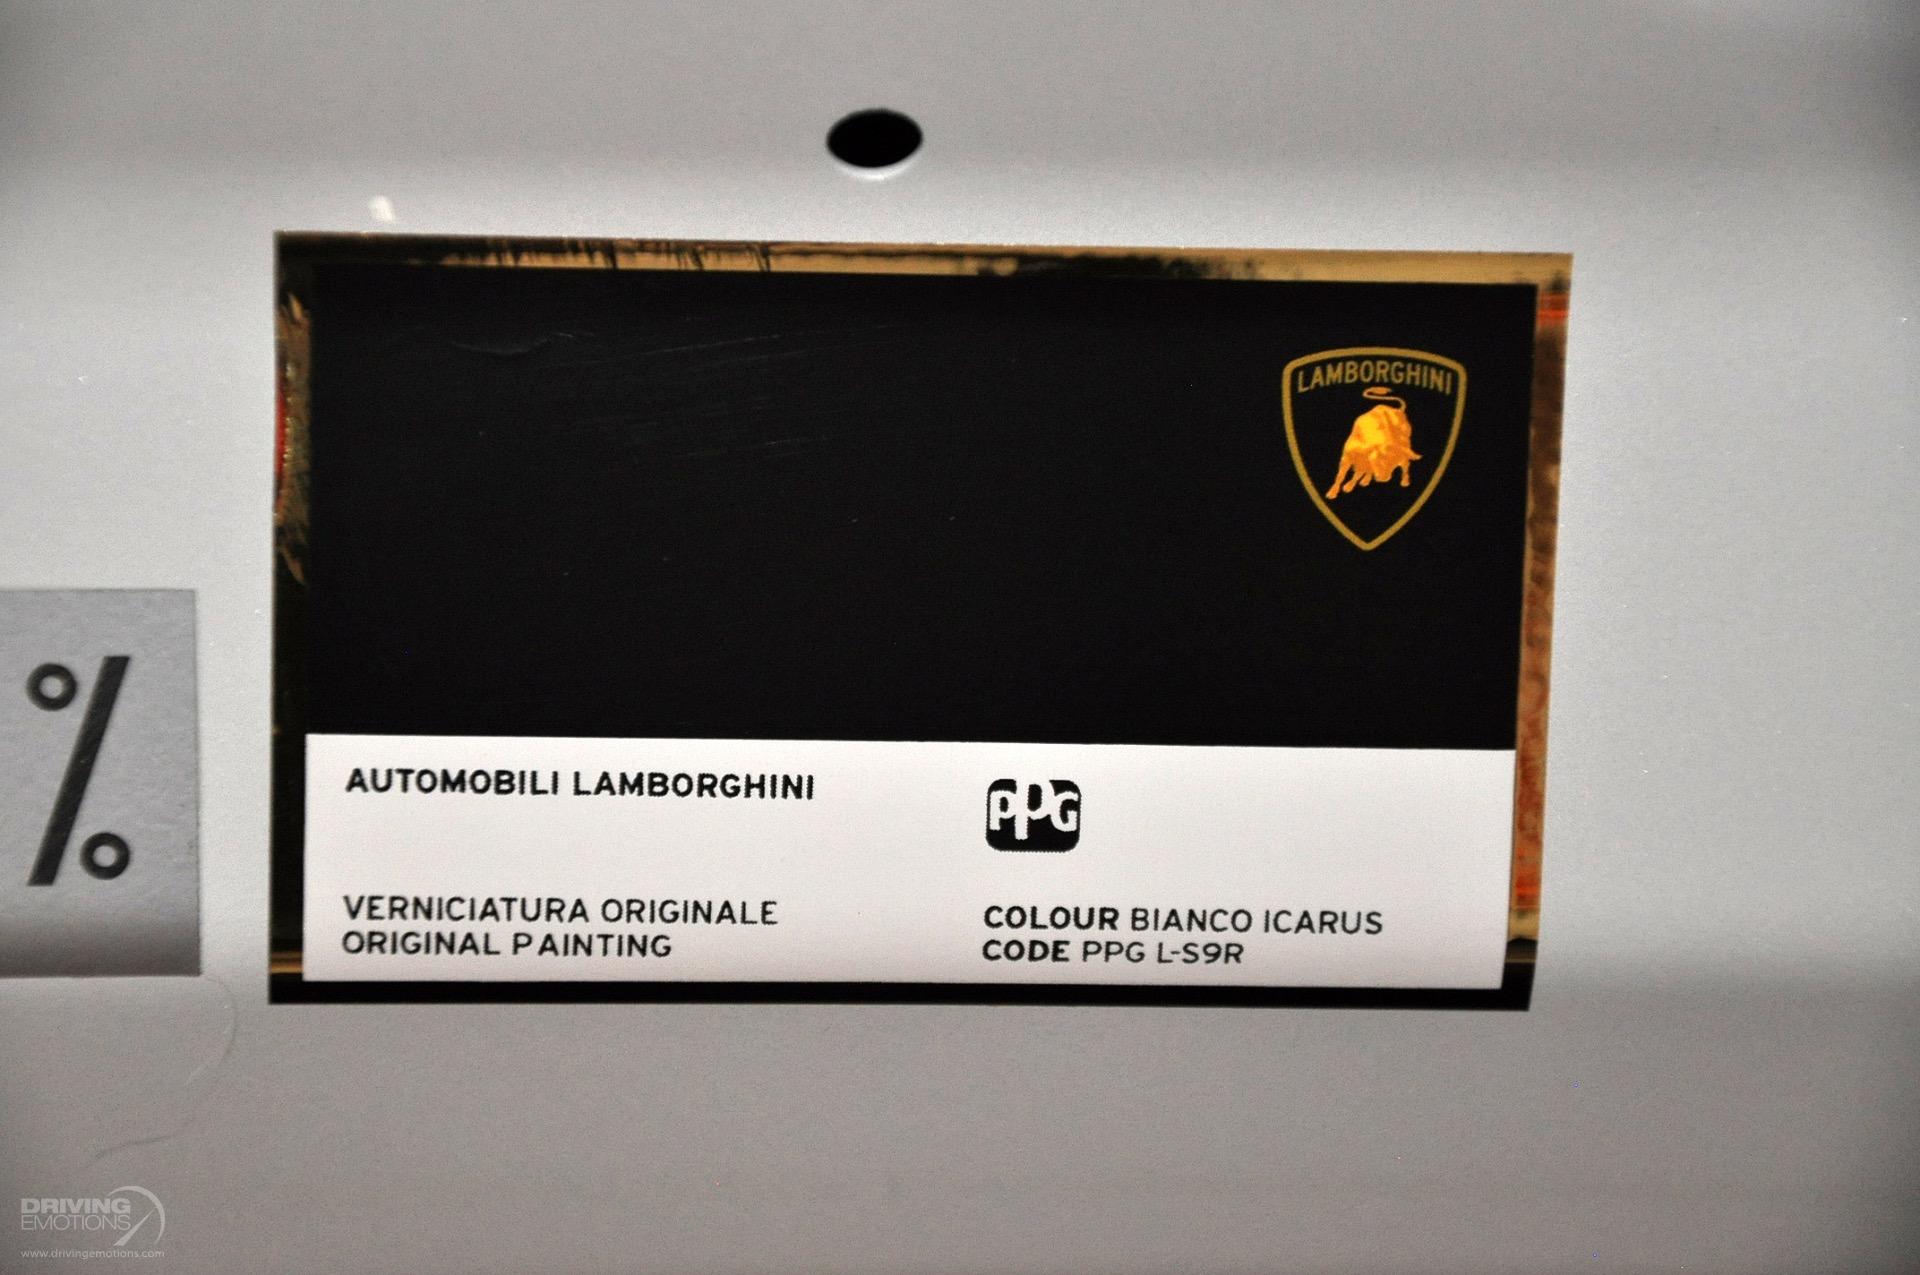 LAMBORGHINI
%
AUTOMOBILI LAMBORGHINI
PPG
VERNICIATURA ORIGINALE
ORIGINAL PAINTING
COLOUR BIANCO ICARUS
CODE PPG L-S9R
DRIVING
EMOTIONS
www.drivingemotions.com